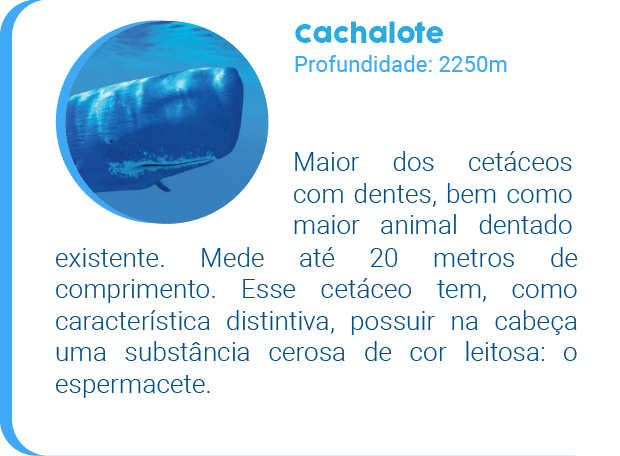 Cachalote
Profundidade: 2250m
Maior dos cetáceos
com dentes, bem como
maior animal dentado
existente. Mede até 20 metros de
comprimento. Esse cetáceo tem, como
característica distintiva, possuir na cabeça
uma substância cerosa de cor leitosa: o
espermacete.